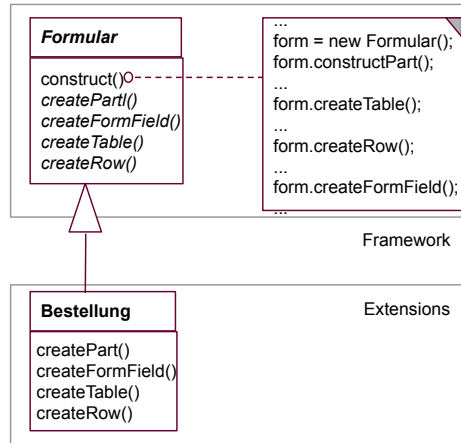 Formular
construct()
createPartl()
createFormField()
createTable()
createRow()
...
form = new Formular();
form.constructPart();
...
form.createTable();
...
form.createRow();
...
form.createFormField();
...
Framework
Bestellung
createPart()
createFormField()
createTable()
createRow()
Extensions